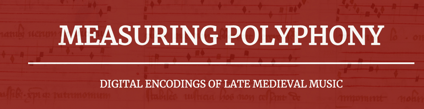 MEASURING POLYPHONY
DIGITAL ENCODINGS OF LATE MEDIEVAL MUSIC